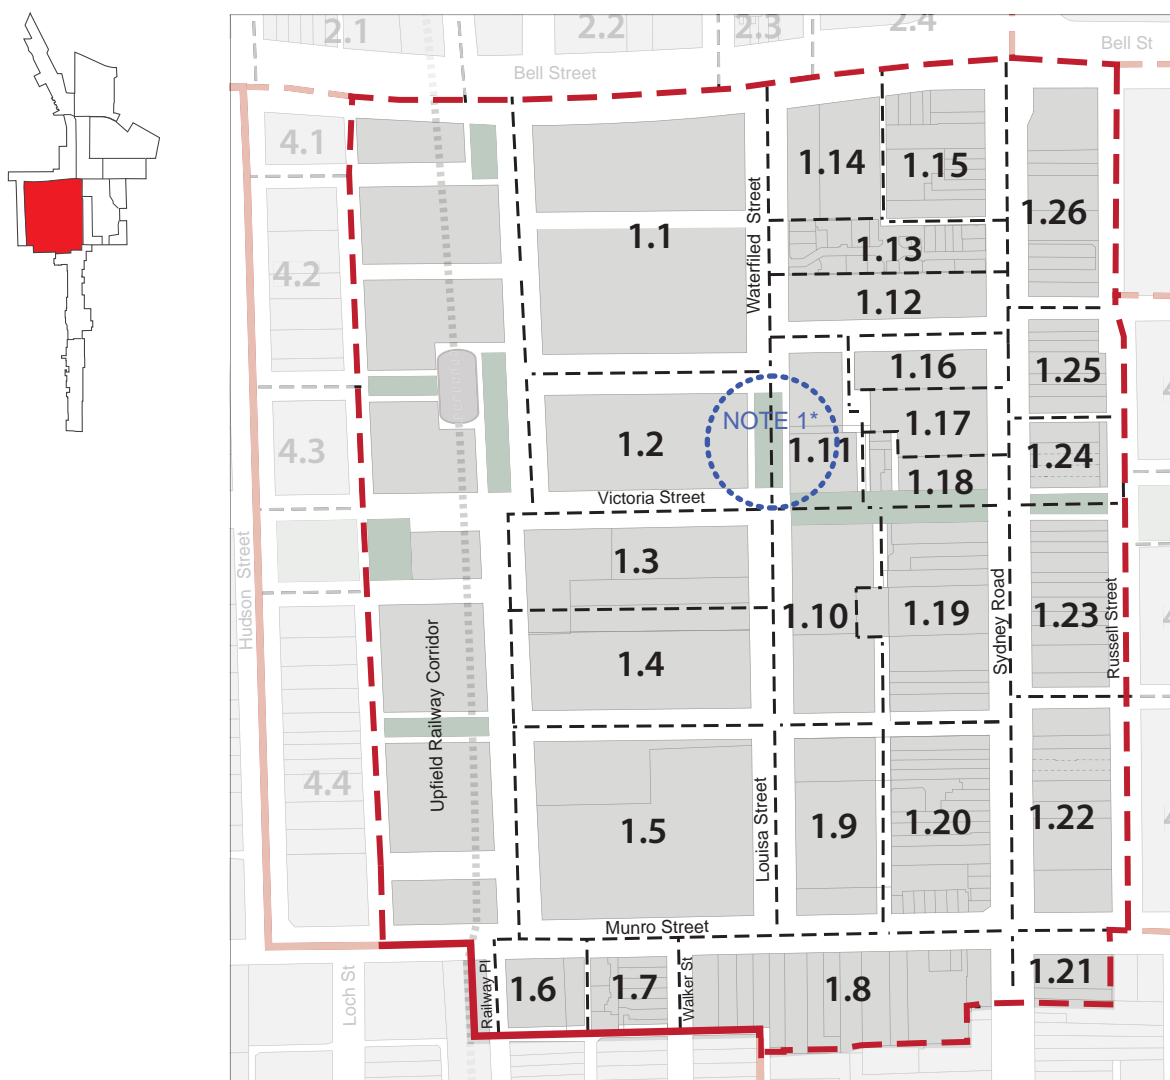 2.1
2.2
2.3
2.4
Bell Street
Bell St
4.1
1.14
1.15
1.1
Waterfiled Street
1.26
1.13
4.2
1.12
1.16
1.25
NOTE 1*
1.17
4.3
1.2
1.11
1.24
1.18
Victoria Street
Hudson Street
1.3
1.10
1.19
Sydney Road
1.23
Russell Street
1.4
Upfield Railway Corridor
4.4
1.5
Louisa Street
1.9
1.20
1.22
Munro Street
Loch St
Railway Pl
1.6
1.7
Walker St
1.8
1.21